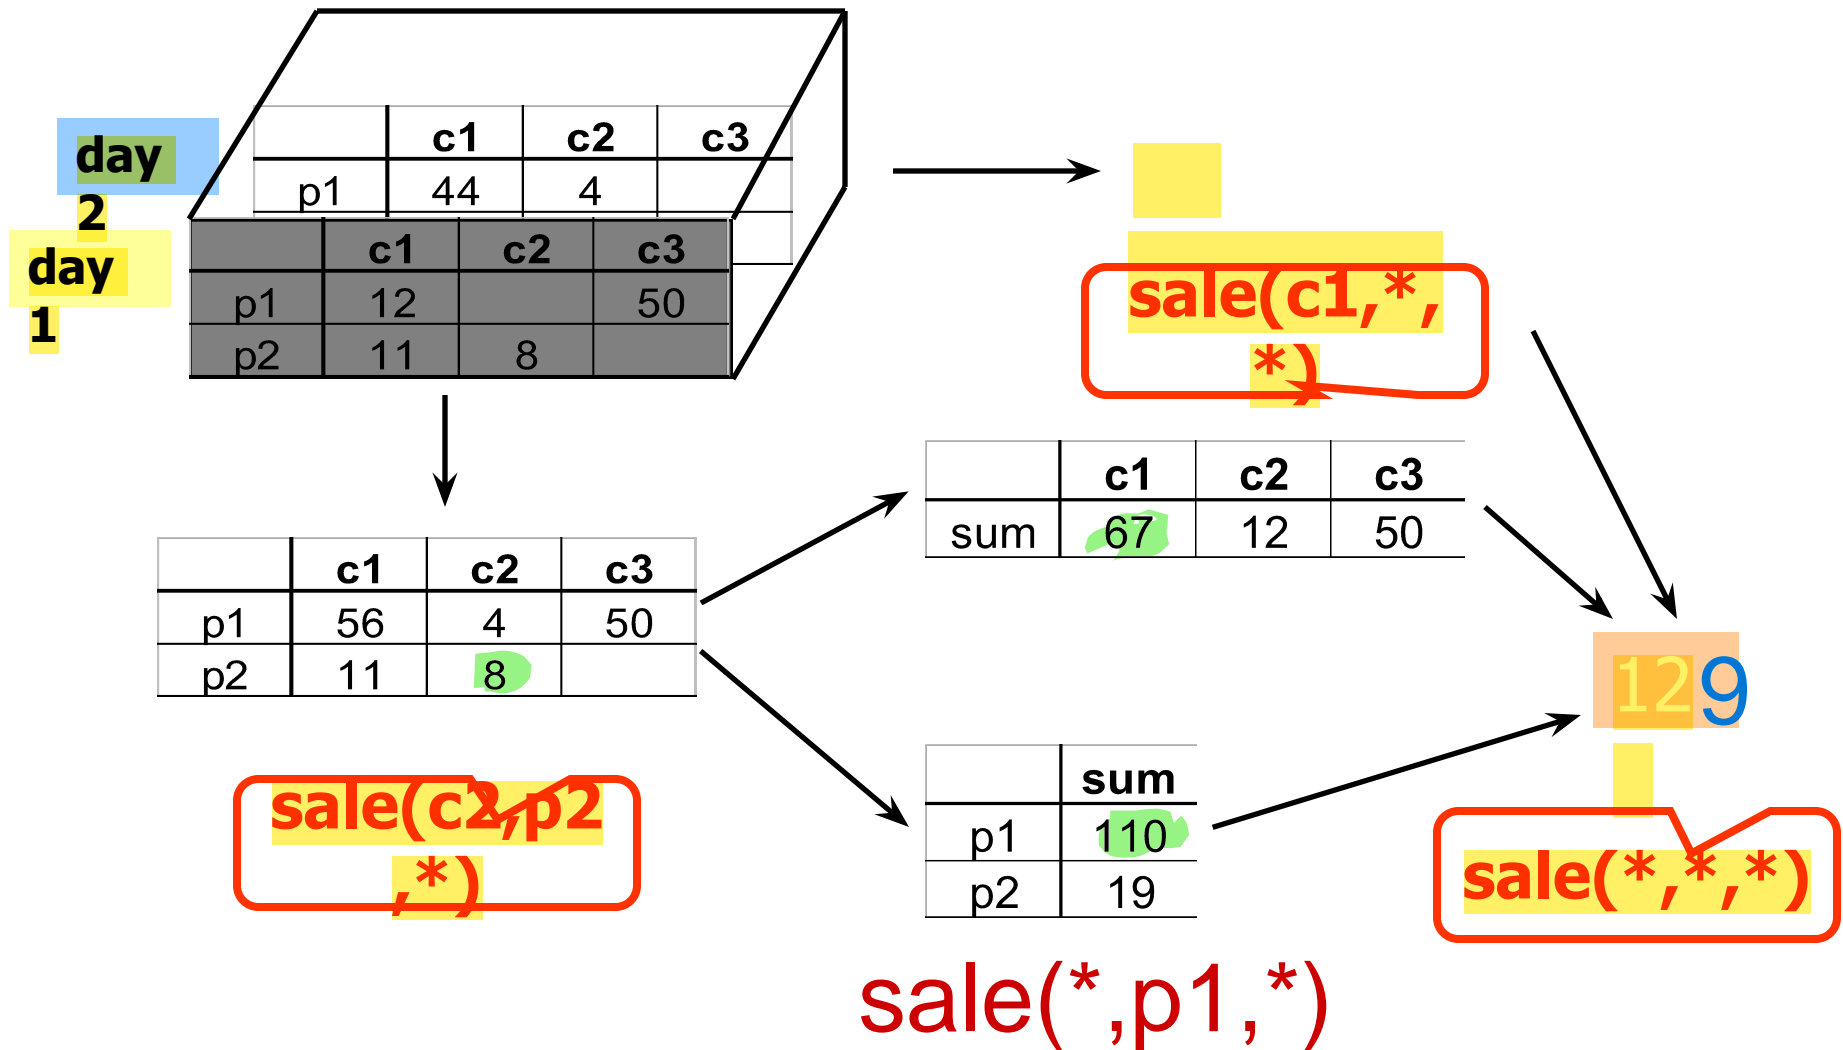 c1 c2 c3
p1 44 4
day
2
day
1
c1 c2 c3
p1 12 50
p2 11 8
sale(c1,*,
*)
c1 c2 c3
sum 67 12 50
c1 c2 c3
p1 56 4 50
p2 11 8
129
sale(c2,p2
,*)
sum
p1 110
p2 19
sale(*,*,*)
sale(*,p1,*)